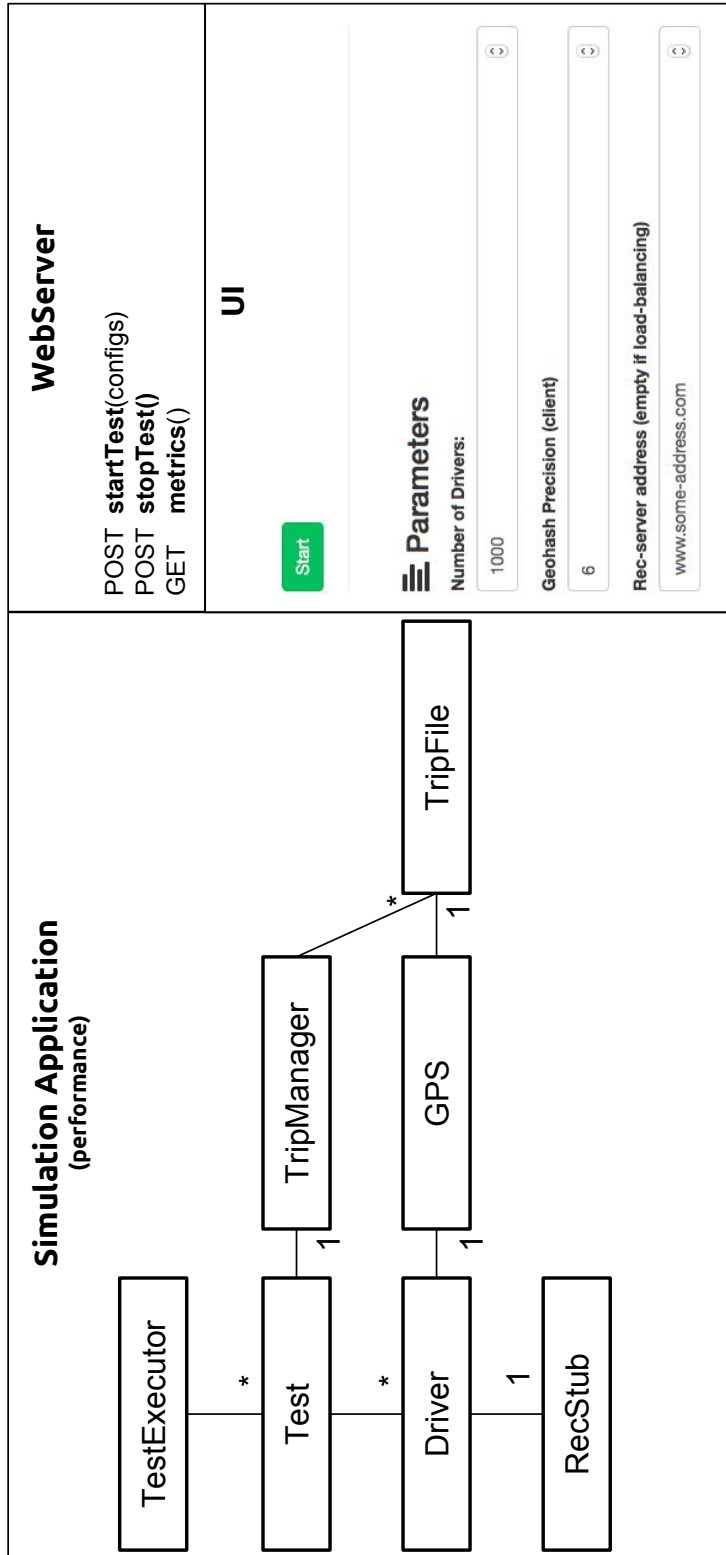 Simulation Application
(performance)
TestExecutor
*
Test
1
TripManager
*
*
Driver
1
GPS
1
TripFile
1
RecStub
WebServer
POST startTest(configs)
POST stopTest()
GET metrics()
UI
Start
Parameters
Number of Drivers:
1000
Geohash Precision (client)
6
Rec-server address (empty if load-balancing)
www.some-address.com